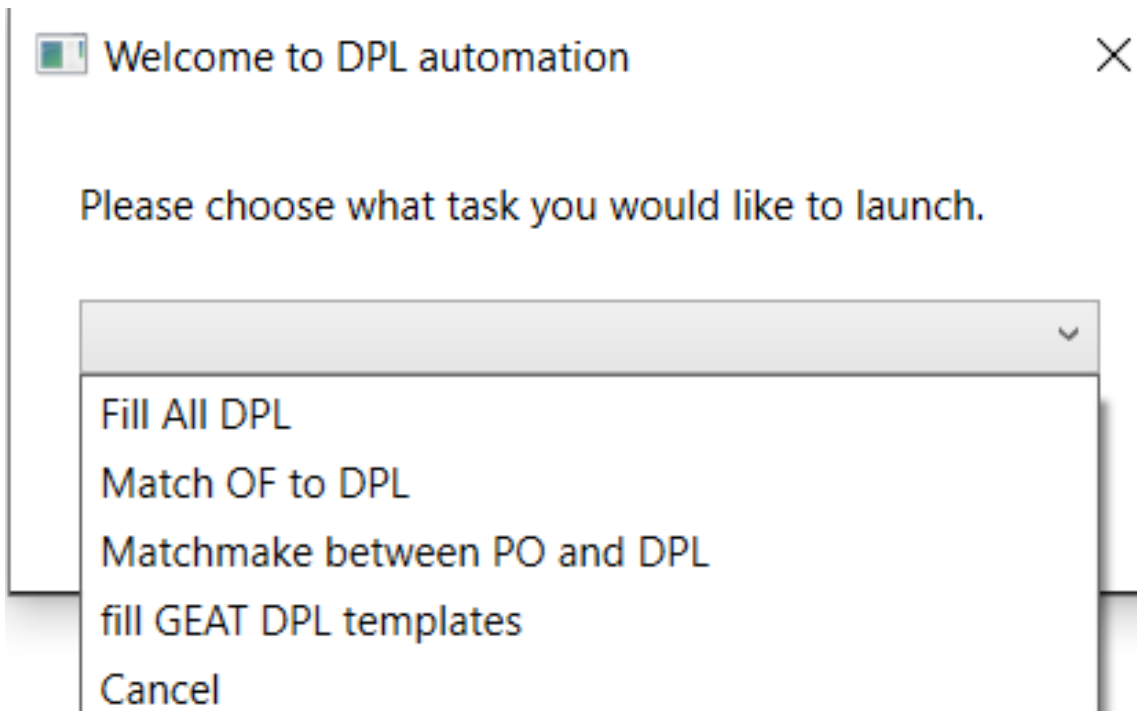 Welcome to DPL automation
Please choose what task you would like to launch.
Fill All DPL
Match OF to DPL
Matchmake between PO and DPL
fill GEAT DPL templates
Cancel